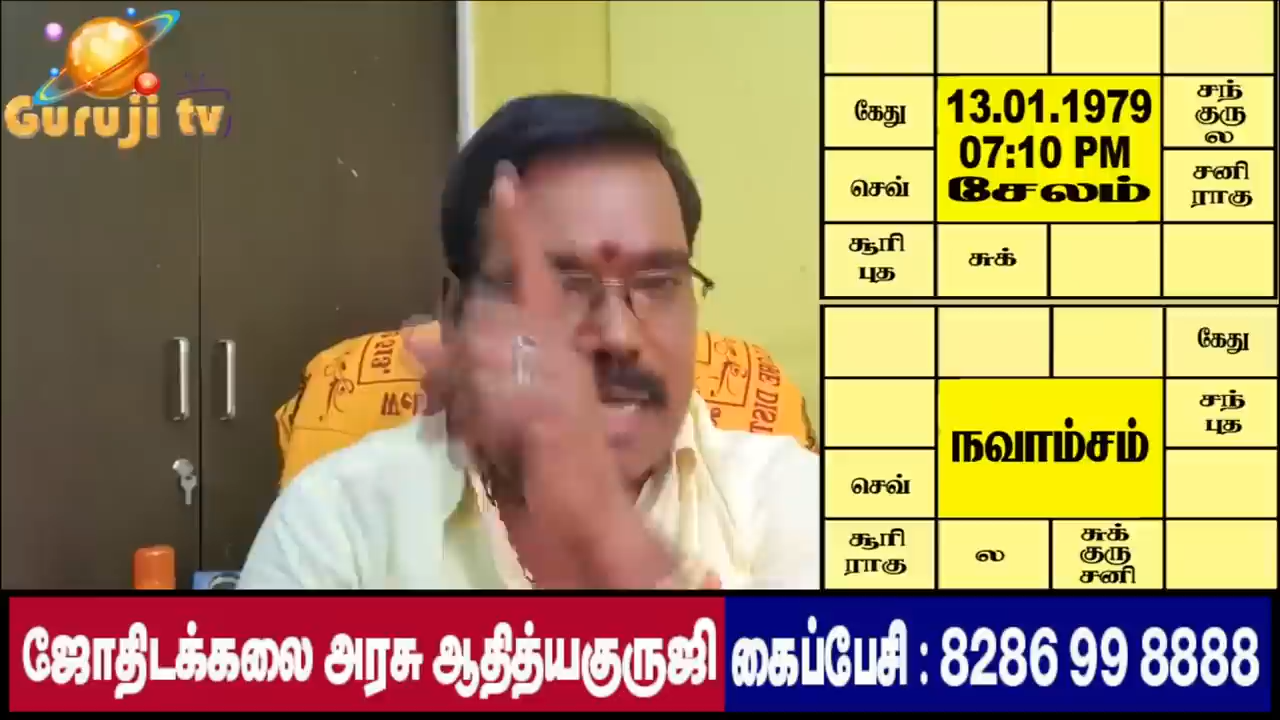 Guruji tv
சந்
குரு
ல
கேது
13.01.1979
07:10 PM
சேலம்
செவ்
சனி
ராகு
சூரி
புத
சுக்
கேது
சந்
புத
நவாம்சம்
செவ்
சூரி
ராகு
ல
சுக்
குரு
சனி
ஜோதிடக்கலை அரசு ஆதித்யகுருஜி
கைப்பேசி : 8286 99 8888